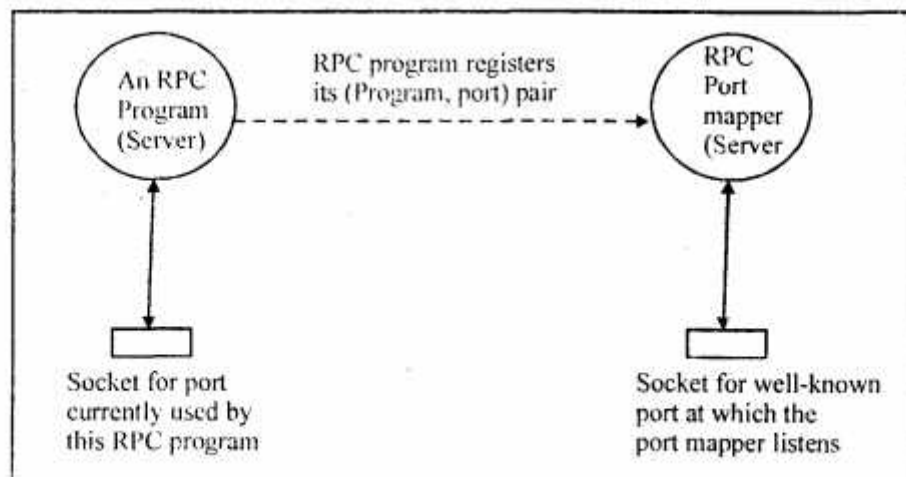 An RPC
Program
(Server)
RPC program registers
its (Program, port) pair
RPC
Port
mapper
(Server
Socket for port
currently used by
this RPC program
Socket for well-known
port at which the
port mapper listens